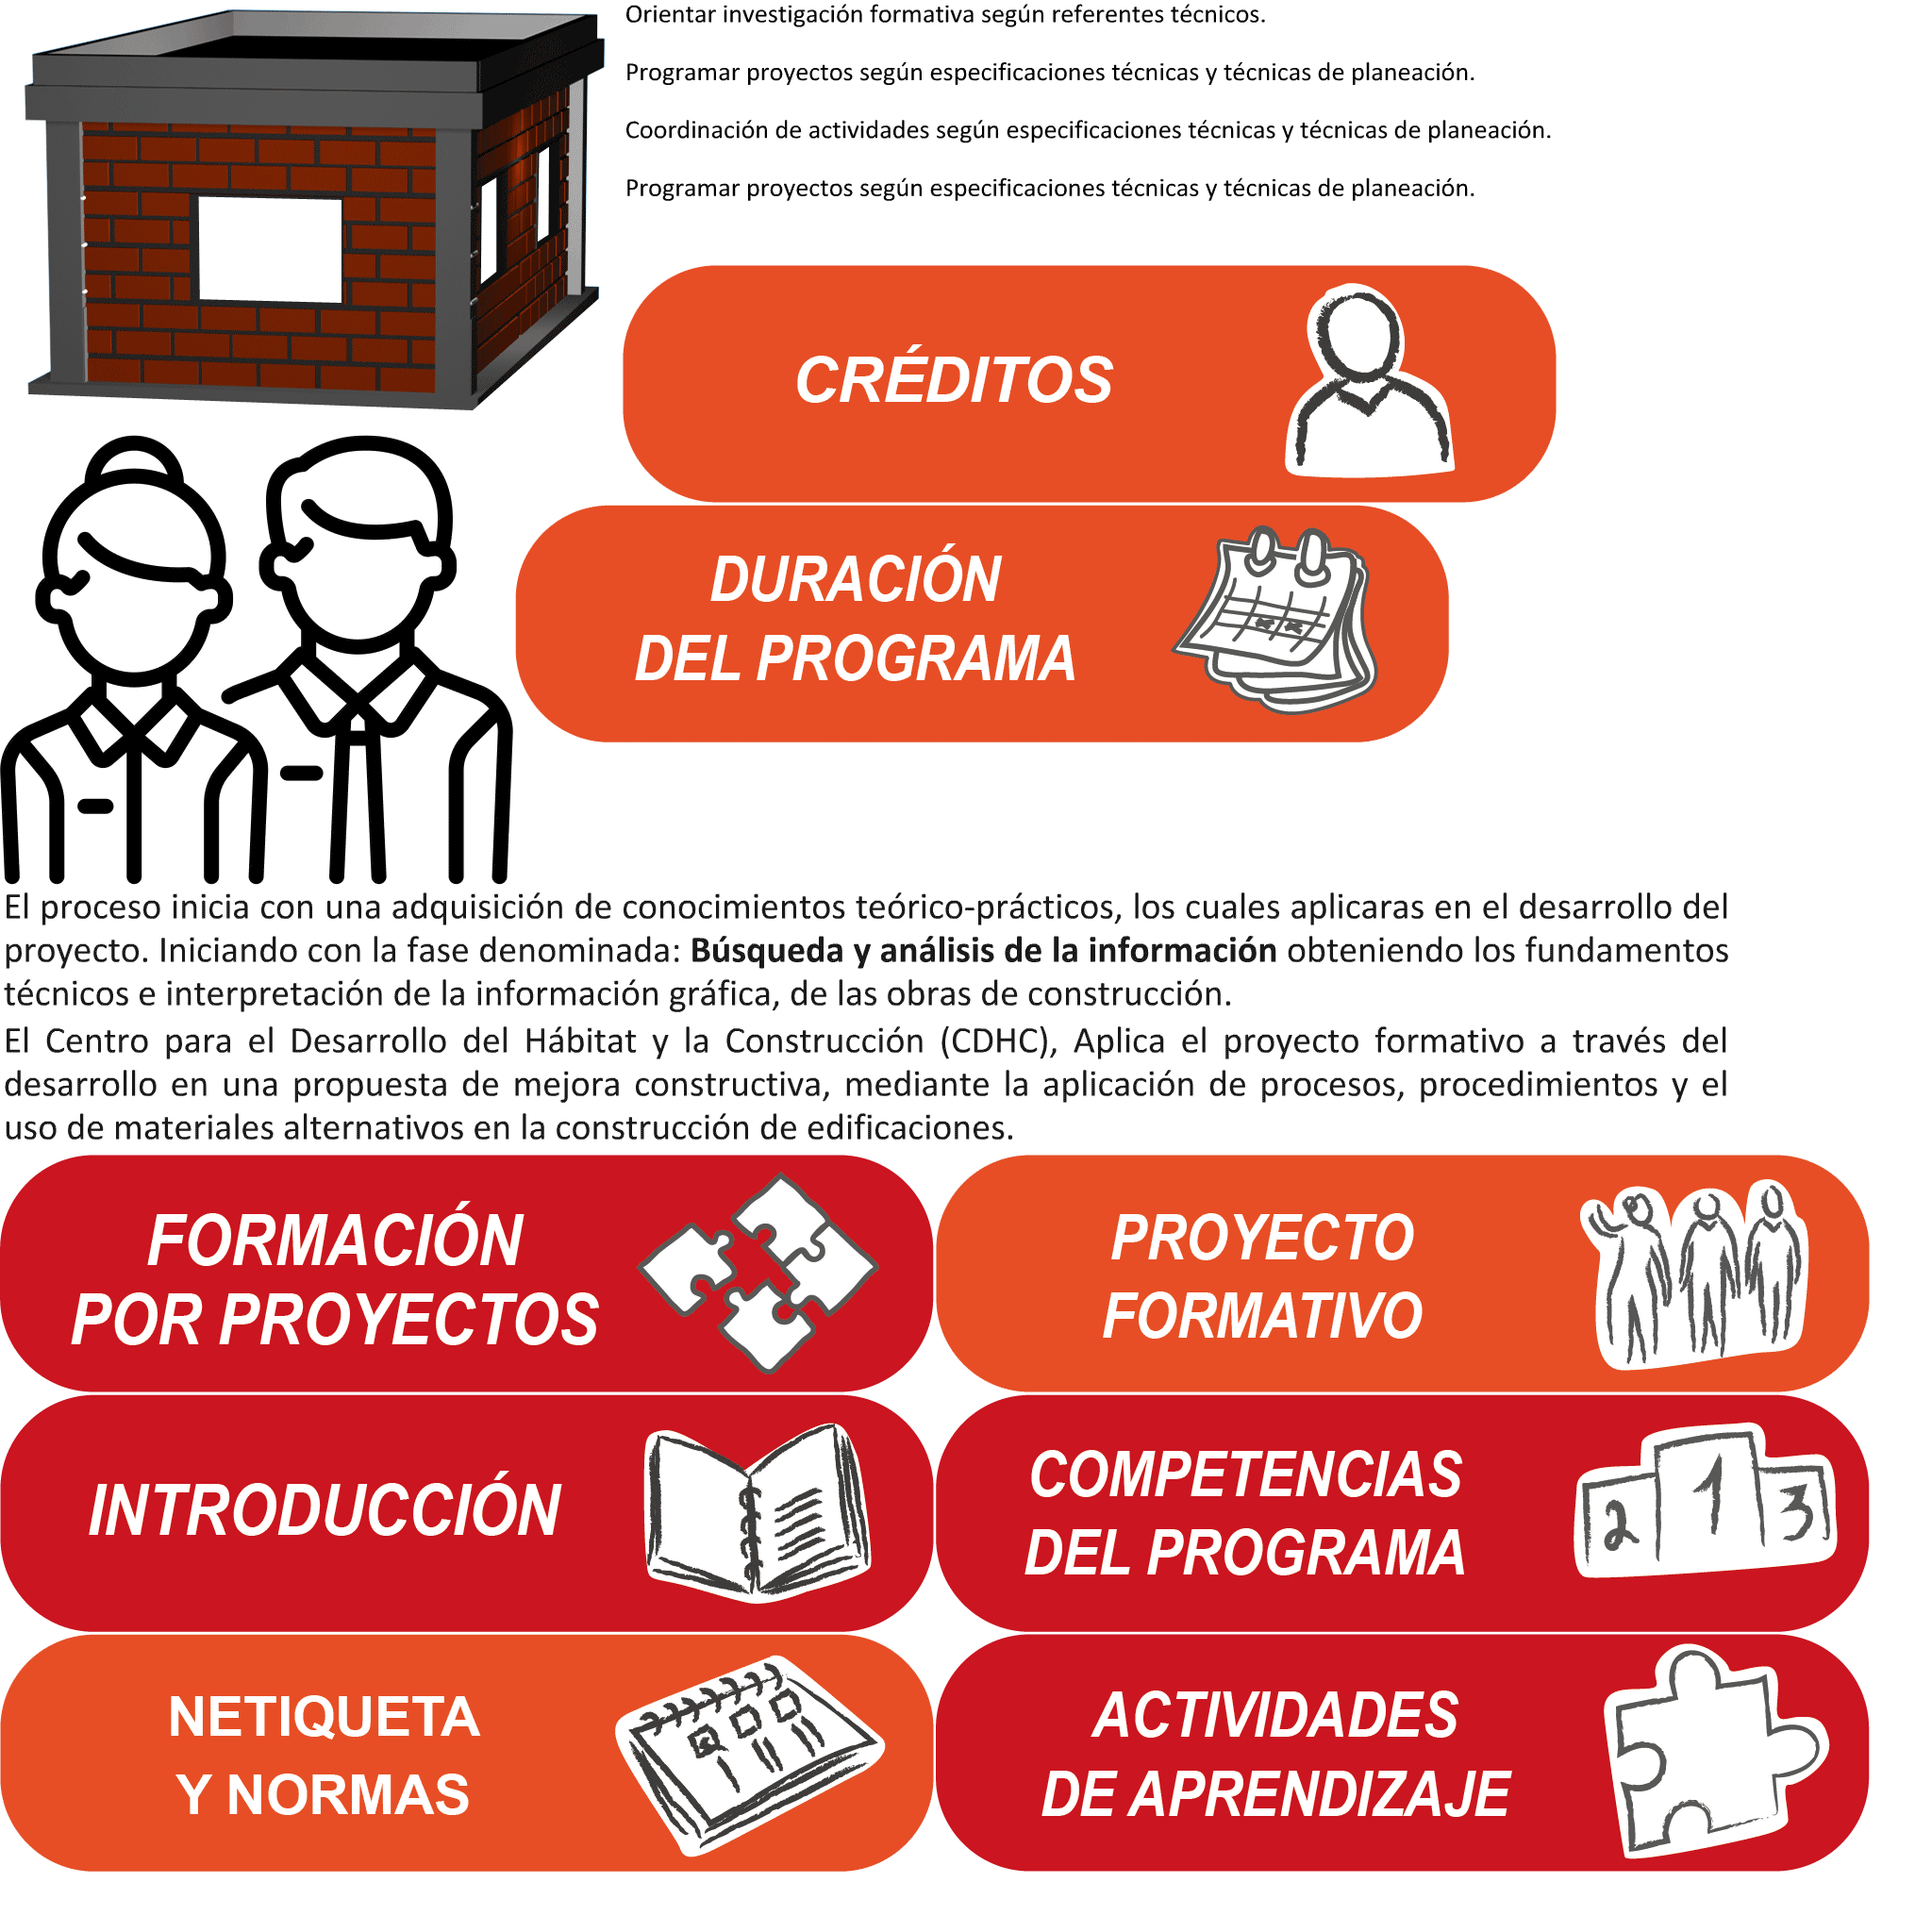 Orientar investigación formativa según referentes técnicos.
Programar proyectos según especificaciones técnicas y técnicas de planeación.
Coordinación de actividades según especificaciones técnicas y técnicas de planeación.
Programar proyectos según especificaciones técnicas y técnicas de planeación.
CRÉDITOS
DURACIÓN
DEL PROGRAMA
El proceso inicia con una adquisición de conocimientos teórico-prácticos, los cuales aplicaras en el desarrollo del
proyecto. Iniciando con la fase denominada: Búsqueda y análisis de la información obteniendo los fundamentos
técnicos e interpretación de la información gráfica, de las obras de construcción.
El Centro para el Desarrollo del Hábitat y la Construcción (CDHC), Aplica el proyecto formativo a través del
desarrollo en una propuesta de mejora constructiva, mediante la aplicación de procesos, procedimientos y el
uso de materiales alternativos en la construcción de edificaciones.
FORMACIÓN
POR PROYECTOS
PROYECTO
FORMATIVO
INTRODUCCIÓN
COMPETENCIAS
DEL PROGRAMA
2 1 3
NETIQUETA
Y NORMAS
ACTIVIDADES
DE APRENDIZAJE